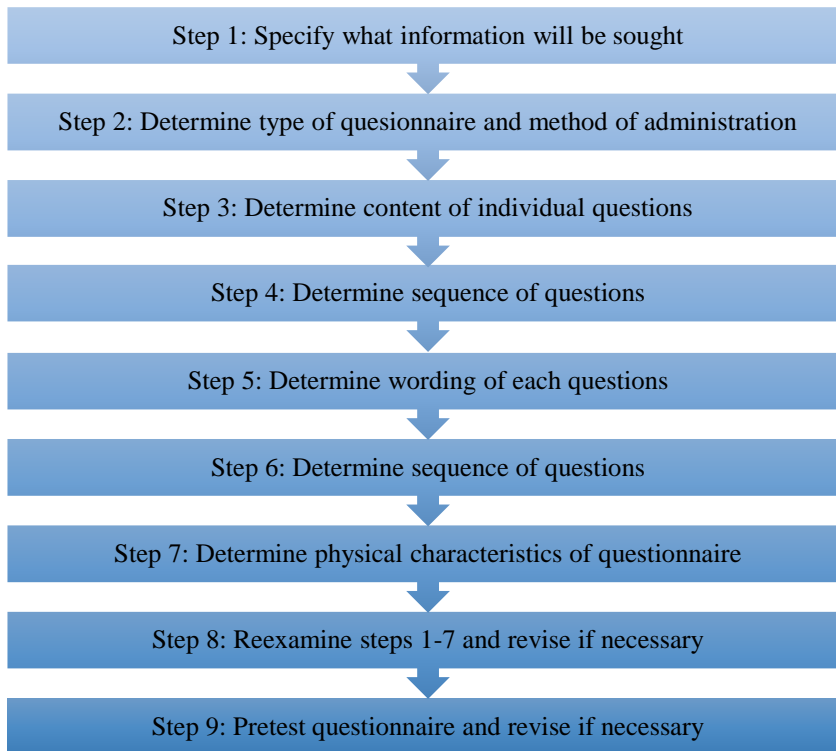 Step 1: Specify what information will be sought
Step 2: Determine type of quesionnaire and method of administration
Step 3: Determine content of individual questions
Step 4: Determine sequence of questions
Step 5: Determine wording of each questions
Step 6: Determine sequence of questions
Step 7: Determine physical characteristics of questionnaire
Step 8: Reexamine steps 1-7 and revise if necessary
Step 9: Pretest questionnaire and revise if necessary